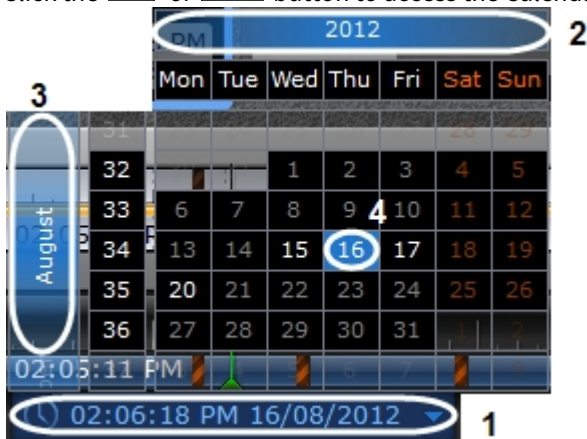 2012 2
PM
Mon Tue Wed Thu Fri Sat Sun
3
31 28 29
32 1 2 3 4 5
33 6 7 8 9 4 10 11 12
August
34 13 14 15 16 17 18 19
35 20 21 22 23 24 25 26
36 27 28 29 30 31 1 2
02:05:11 PM
02:06:18 PM 16/08/2012 1